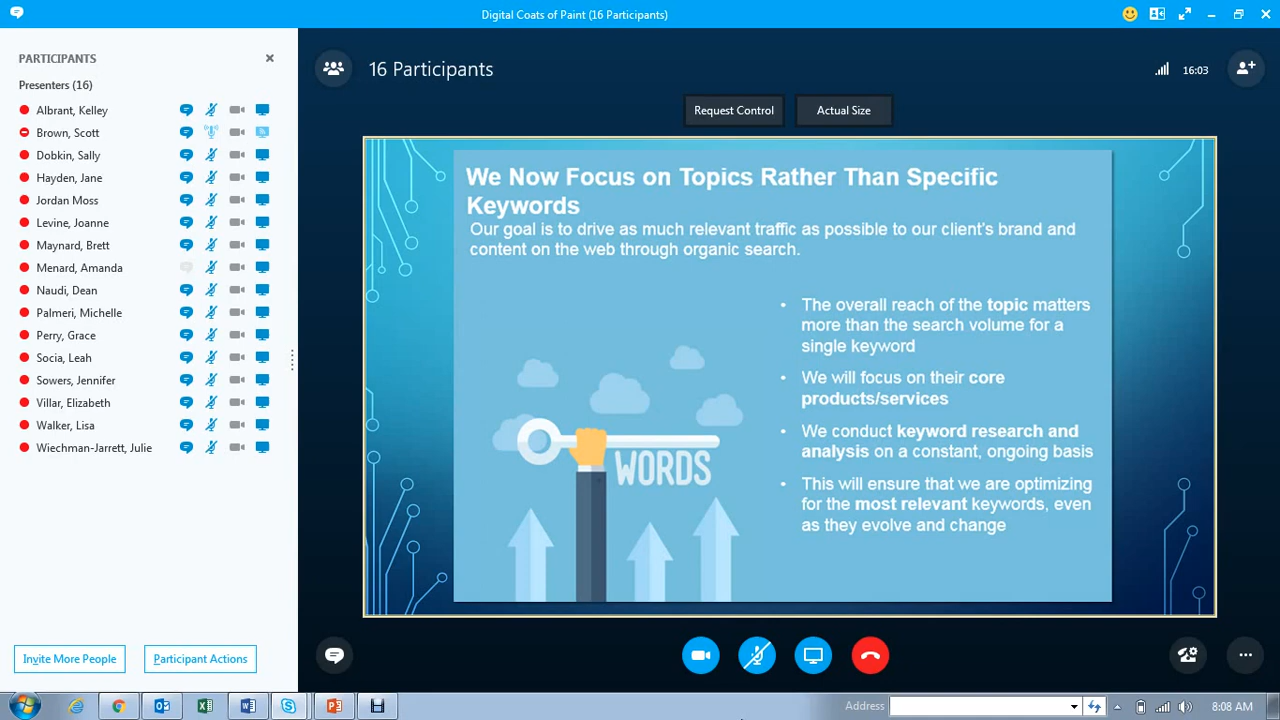 Digital Coats of Paint (16 Participants)
PARTICIPANTS
Presenters (16)
Albrant, Kelley
Brown, Scott
Dobkin, Sally
Hayden, Jane
Jordan Moss
Levine, Joanne
Maynard, Brett
Menard, Amanda
Naudi, Dean
Palmeri, Michelle
Perry, Grace
Socia, Leah
Sowers, Jennifer
Villar, Elizabeth
Walker, Lisa
Wiechman-Jarrett, Julie
Invite More People
Participant Actions
16 Participants
16:03
Request Control
Actual Size
We Now Focus on Topics Rather Than Specific
Keywords
Our goal is to drive as much relevant traffic as possible to our client's brand and
content on the web through organic search.
• The overall reach of the topic matters
more than the search volume for a
single keyword
• We will focus on their core
products/services
• We conduct keyword research and
analysis on a constant, ongoing basis
• This will ensure that we are optimizing
for the most relevant keywords, even
as they evolve and change
WORDS
Address
8:08 AM